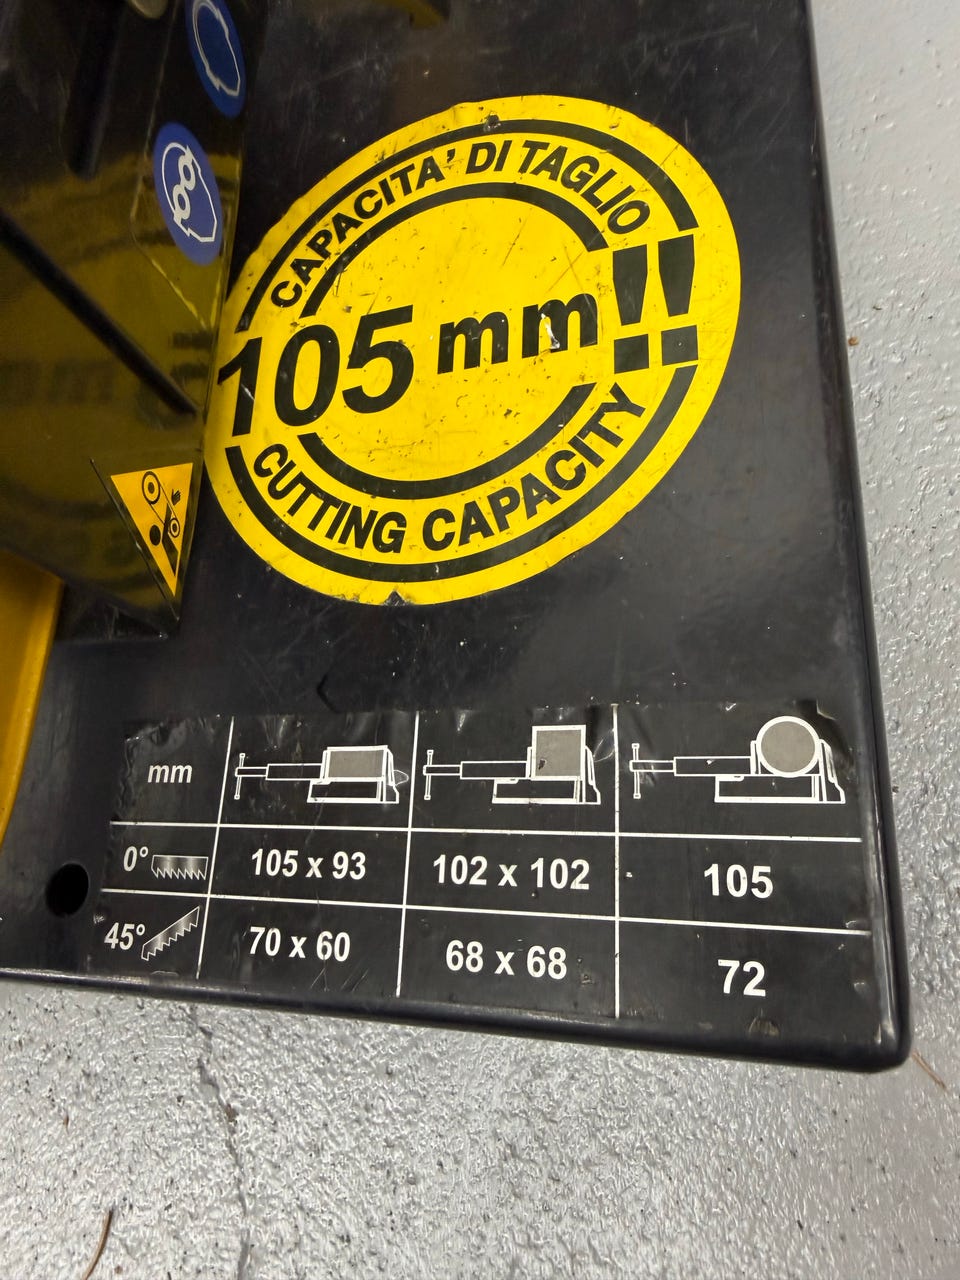 CAPACITA' DI TAGLIO
105 mm!!
CUTTING CAPACITY
mm
0° 105 x 93 102 x 102 105
45° 70 x 60 68 x 68 72